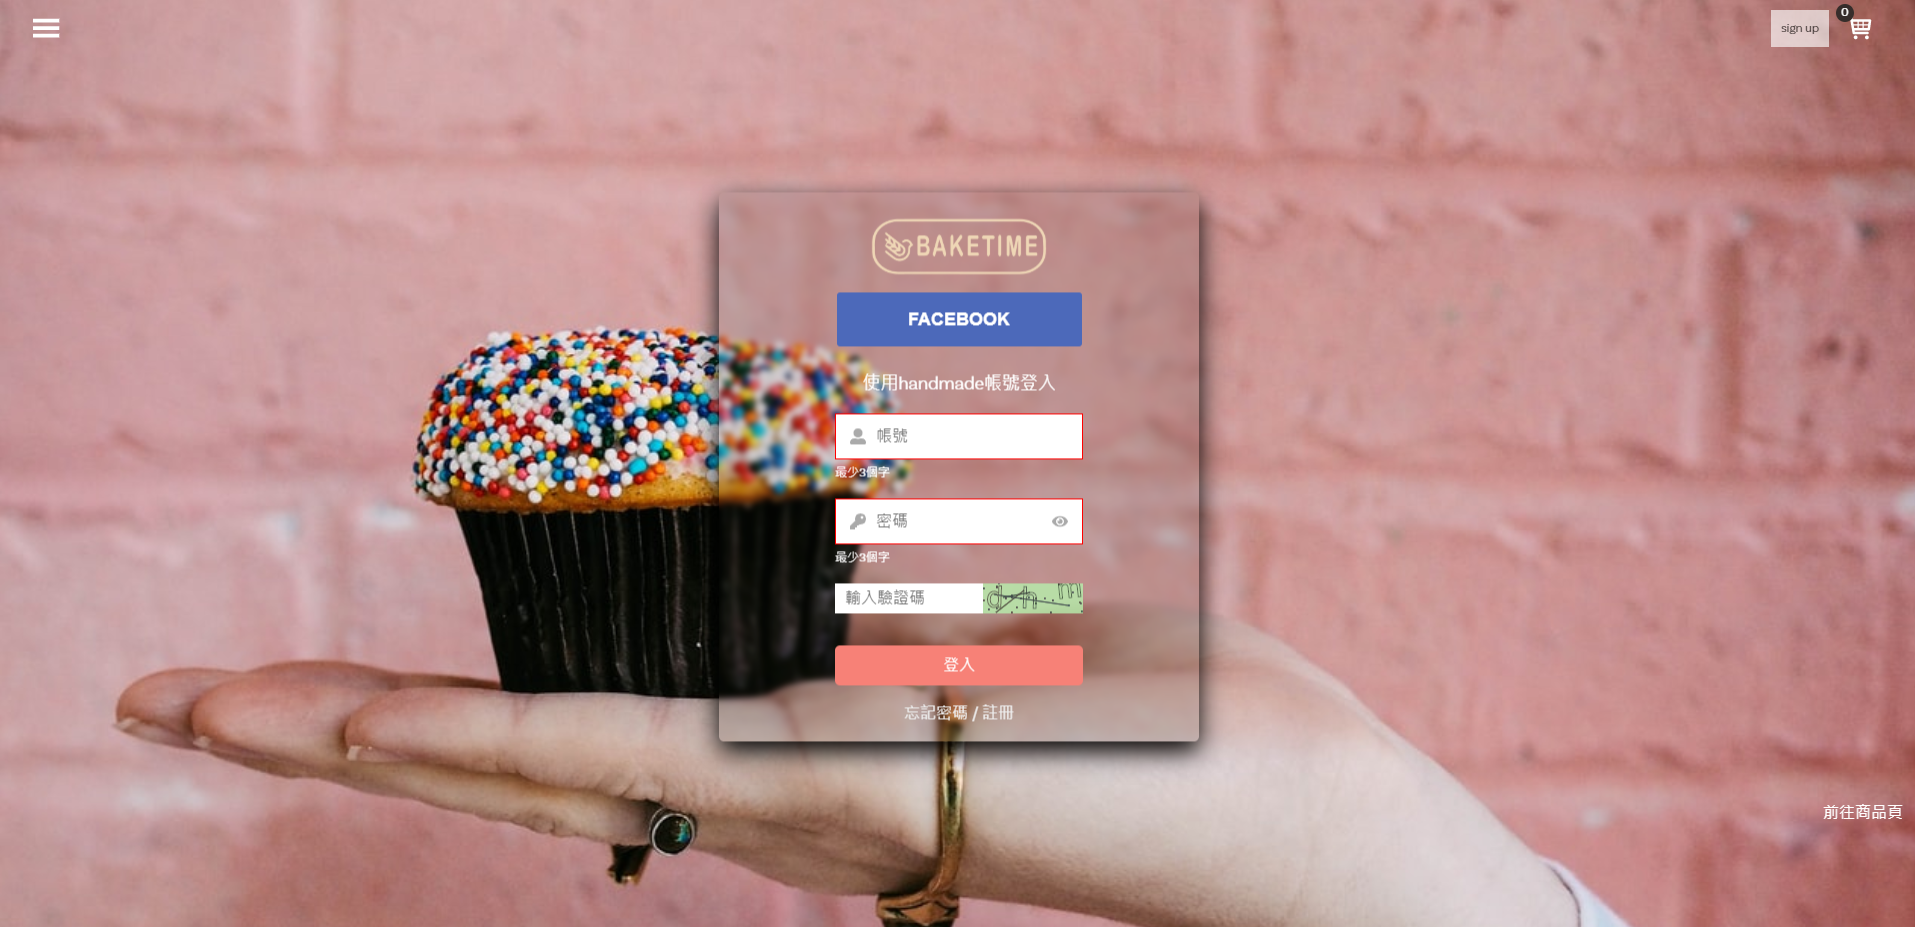 sign up
0
BAKETIME
FACEBOOK
使用handmade帳號登入
帳號
最少3個字
密碼
最少3個字
輸入驗證碼
登入
忘記密碼 / 註冊
前往商品頁